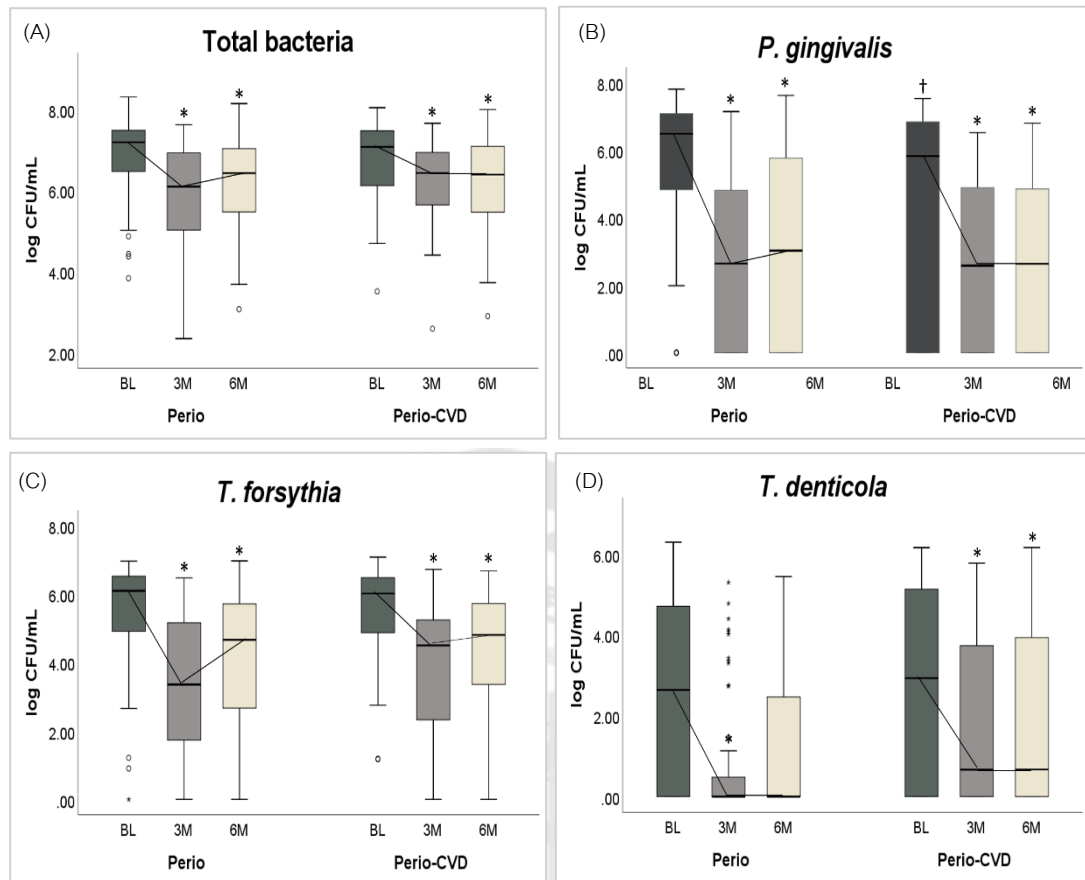 (A)
Total bacteria
log CFU/mL
8.00
*
*
*
*
6.00
4.00
2.00
BL 3M 6M BL 3M 6M
Perio Perio-CVD
(B)
P. gingivalis
log CFU/mL
8.00
*
*
†
*
*
6.00
4.00
2.00
.00
BL 3M 6M BL 3M 6M
Perio Perio-CVD
(C)
T. forsythia
log CFU/mL
8.00
*
*
*
*
6.00
4.00
2.00
.00
*
BL 3M 6M BL 3M 6M
Perio Perio-CVD
(D)
T. denticola
log CFU/mL
6.00
*
*
4.00
2.00
*
.00
BL 3M 6M BL 3M 6M
Perio Perio-CVD